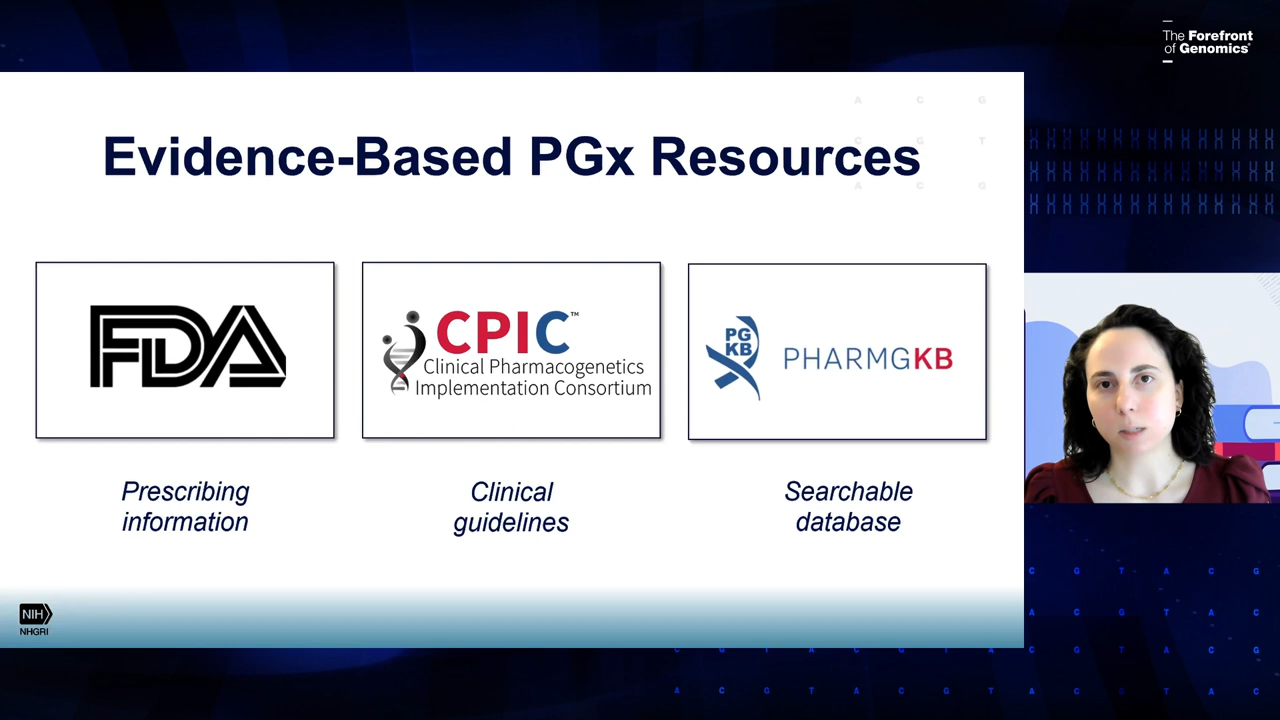 The Forefront
of Genomics®
Evidence-Based PGx Resources
FDA
CPIC™
Clinical Pharmacogenetics
Implementation Consortium
PG
KB
PHARMGKB
Prescribing
information
Clinical
guidelines
Searchable
database
NIH
NHGRI
A C G
C G T
A C G
C G T A C G
A C G T A C
C G T A C G T A C G T A C G
A C G T A C G T A C G T A C